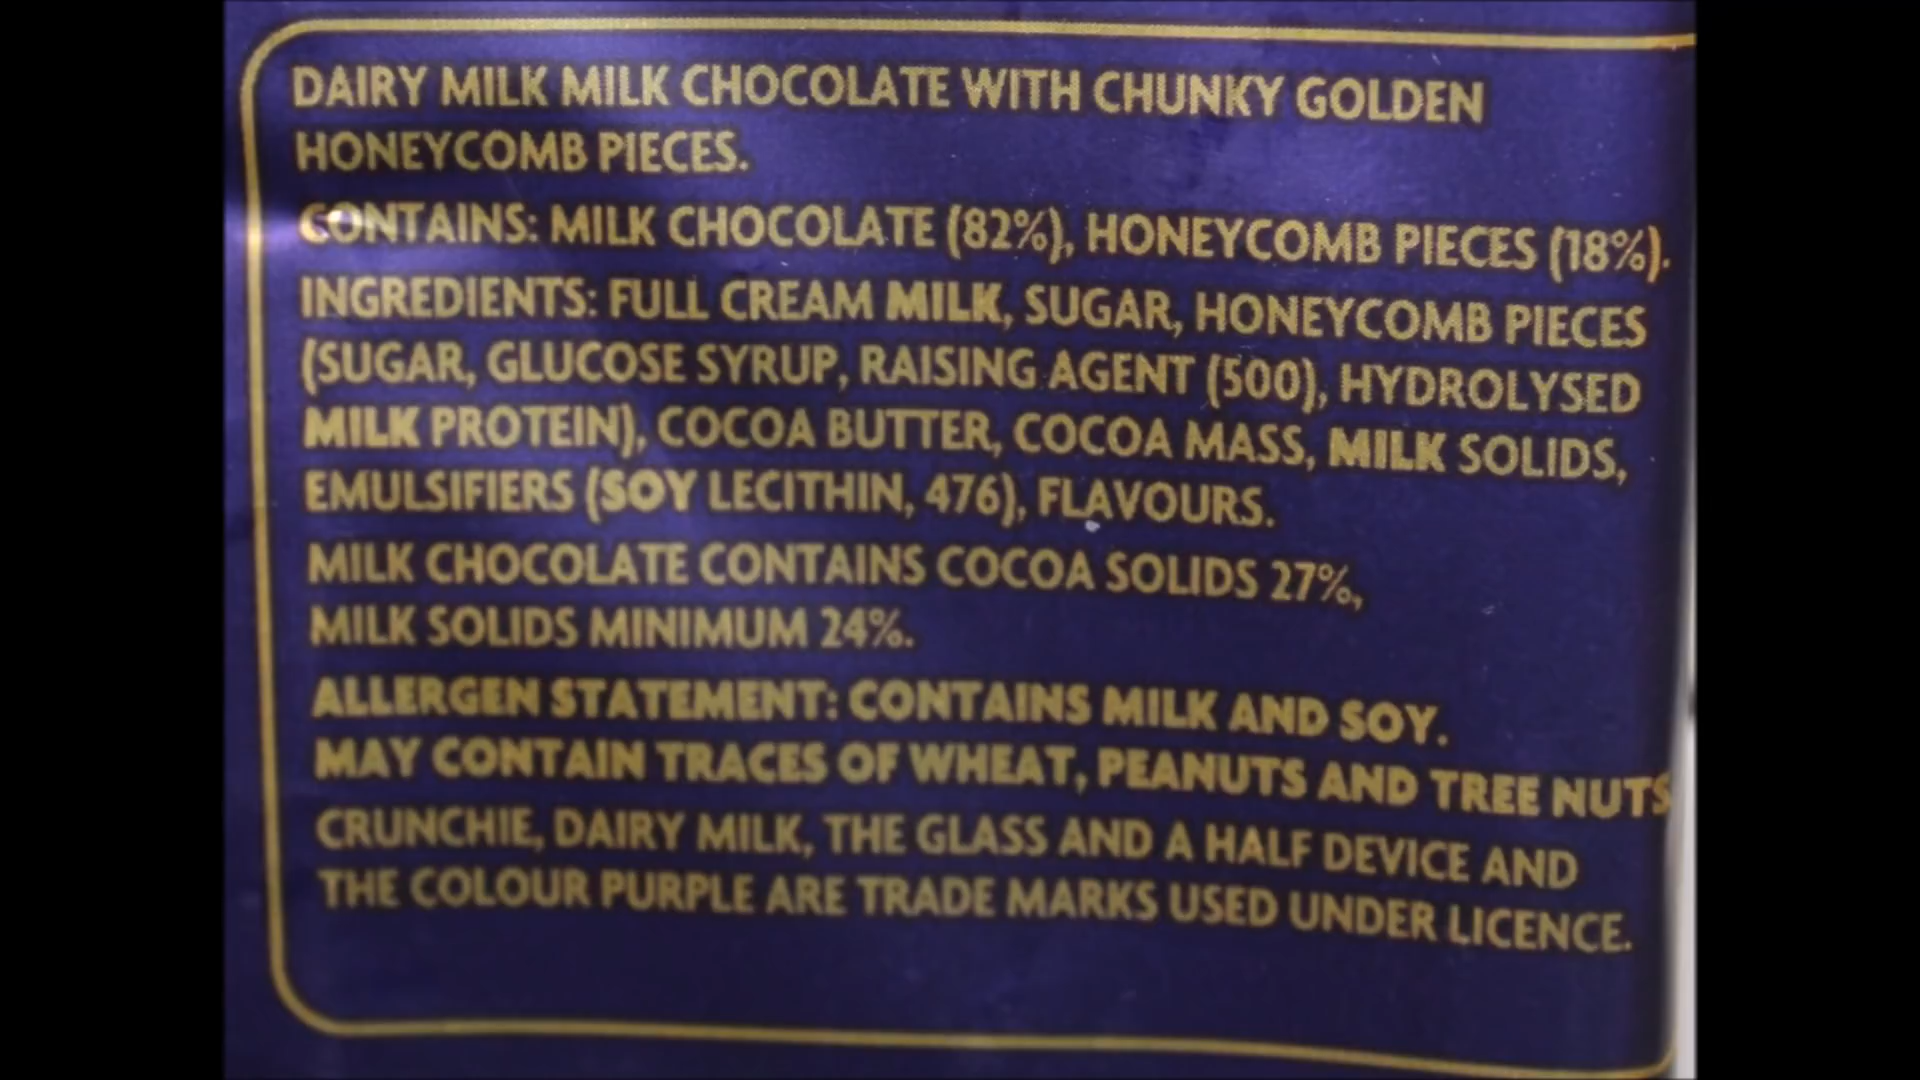 DAIRY MILK MILK CHOCOLATE WITH CHUNKY GOLDEN
HONEYCOMB PIECES.
CONTAINS: MILK CHOCOLATE (82%), HONEYCOMB PIECES (18%).
INGREDIENTS: FULL CREAM MILK, SUGAR, HONEYCOMB PIECES
(SUGAR, GLUCOSE SYRUP, RAISING AGENT (500), HYDROLYSED
MILK PROTEIN), COCOA BUTTER, COCOA MASS, MILK SOLIDS,
EMULSIFIERS (SOY LECITHIN, 476), FLAVOURS.
MILK CHOCOLATE CONTAINS COCOA SOLIDS 27%,
MILK SOLIDS MINIMUM 24%.
ALLERGEN STATEMENT: CONTAINS MILK AND SOY.
MAY CONTAIN TRACES OF WHEAT, PEANUTS AND TREE NUTS
CRUNCHIE, DAIRY MILK, THE GLASS AND A HALF DEVICE AND
THE COLOUR PURPLE ARE TRADE MARKS USED UNDER LICENCE.